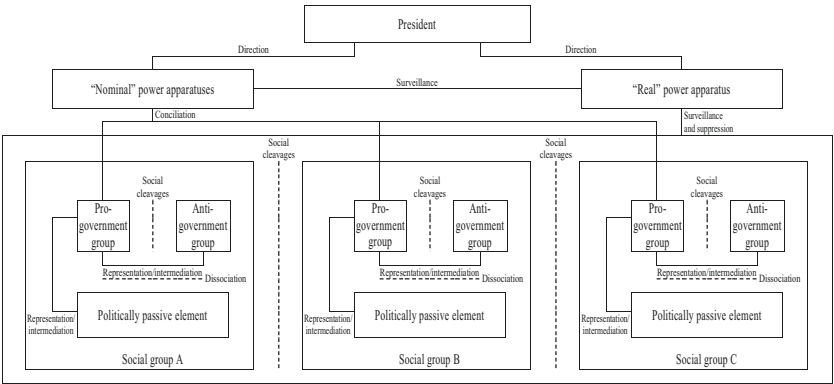 President
Direction
Direction
“Nominal” power apparatuses
Surveillance
“Real” power apparatus
Conciliation
Surveillance
and suppression
Social
cleavages
Social
cleavages
Social
cleavages
Pro-
government
group
Anti-
government
group
Representation/intermediation
Dissociation
Representation/
intermediation
Politically passive element
Social group A
Social
cleavages
Pro-
government
group
Anti-
government
group
Representation/intermediation
Dissociation
Representation/
intermediation
Politically passive element
Social group B
Social
cleavages
Pro-
government
group
Anti-
government
group
Representation/intermediation
Dissociation
Representation/
intermediation
Politically passive element
Social group C